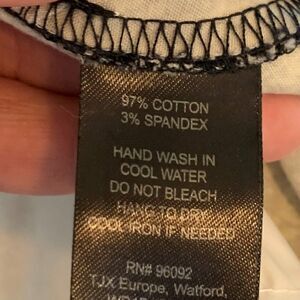 97% COTTON
3% SPANDEX
HAND WASH IN
COOL WATER
DO NOT BLEACH
HANG TO DRY
COOL IRON IF NEEDED
RN# 96092
TJX Europe, Watford,